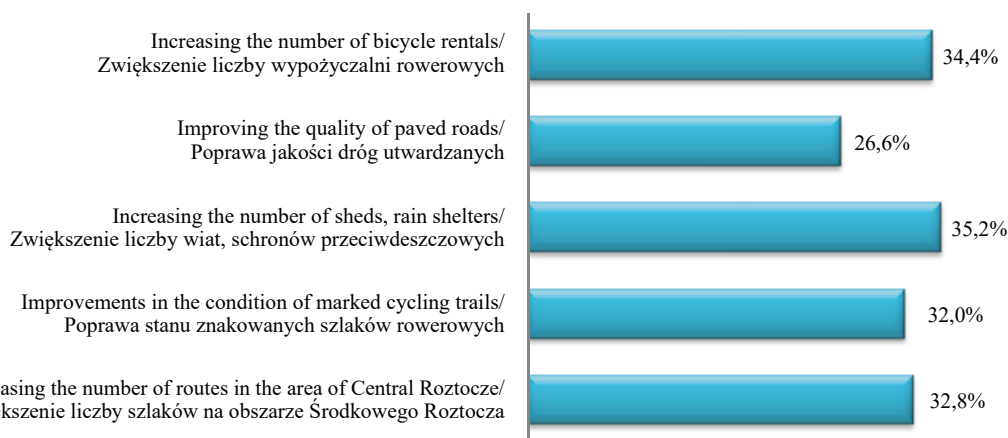 Increasing the number of bicycle rentals/
Zwiększenie liczby wypożyczalni rowerowych
34,4%
Improving the quality of paved roads/
Poprawa jakości dróg utwardzanych
26,6%
Increasing the number of sheds, rain shelters/
Zwiększenie liczby wiat, schronów przeciwdeszczowych
35,2%
Improvements in the condition of marked cycling trails/
Poprawa stanu znakowanych szlaków rowerowych
32,0%
the number of routes in the area of Central Roztocze/
liczby szlaków na obszarze Środkowego Roztocza
32,8%